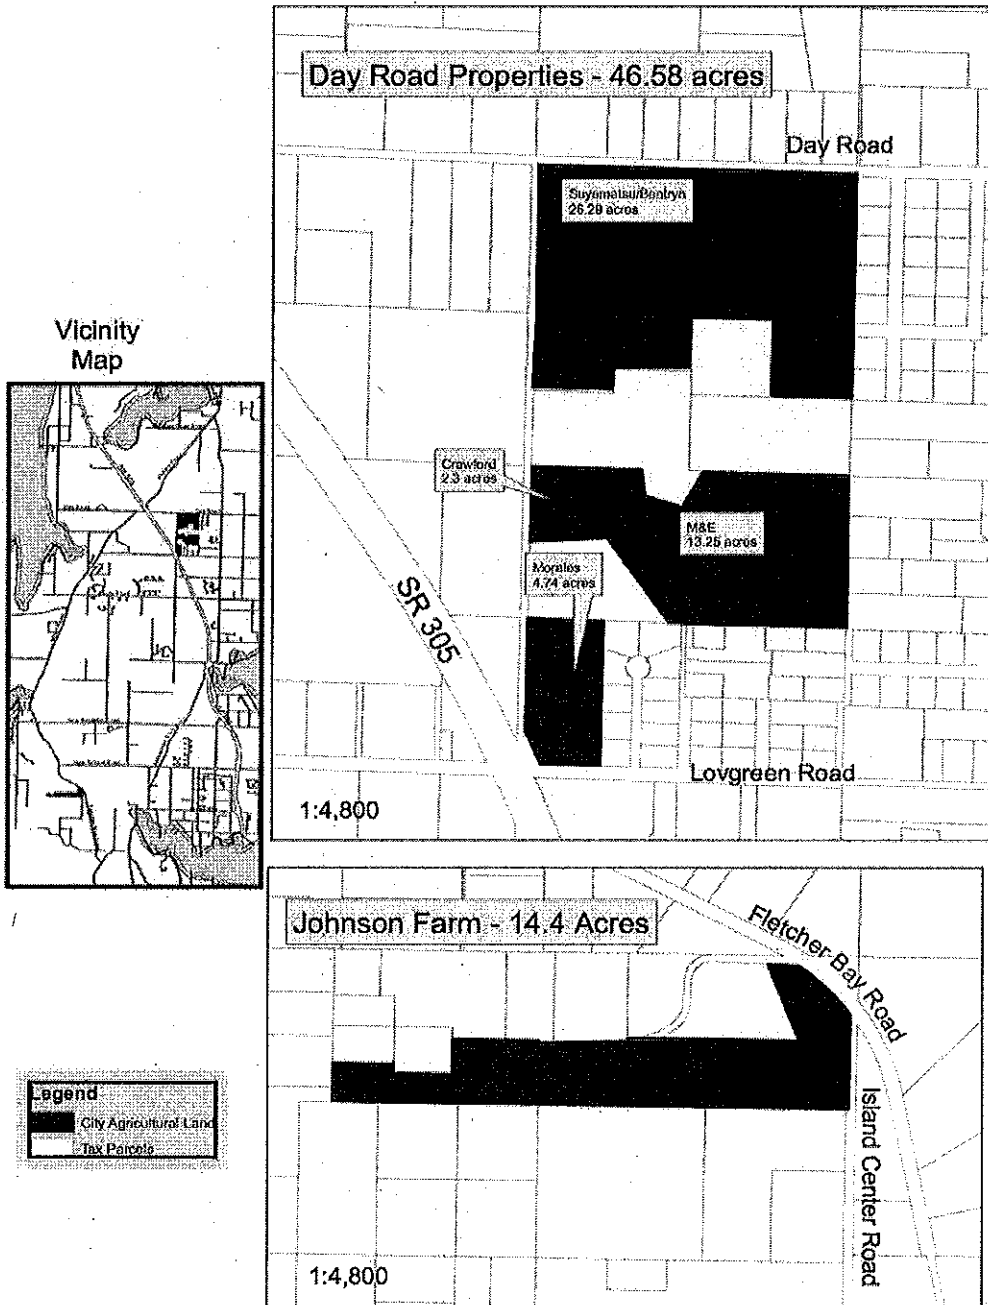 Day Road Properties - 46.58 acres
Day Road
Suyematsu/Bentryn
26.29 acres
Vicinity
Map
Crawford
2.3 acres
M&E
13.25 acres
Morales
4.74 acres
SR 305
Lovgreen Road
1:4,800
Johnson Farm - 14.4 Acres
Fletcher Bay Road
Island Center Road
Legend
City Agricultural Land
Tax Parcels
1:4,800